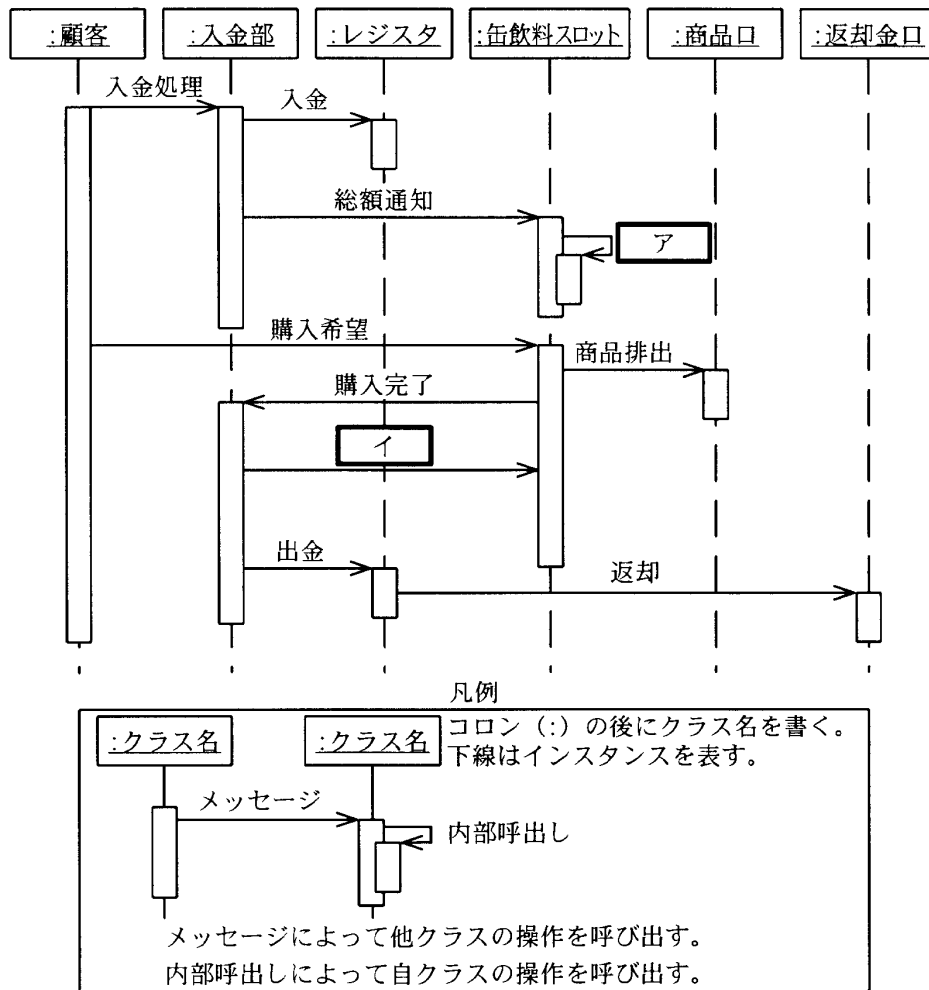 :顧客
:入金部
:レジスタ
:缶飲料スロット
:商品口
:返却金口
入金処理
入金
総額通知
ア
購入希望
商品排出
購入完了
イ
出金
返却
凡例
:クラス名
:クラス名
コロン（:）の後にクラス名を書く。
下線はインスタンスを表す。
メッセージ
内部呼出し
メッセージによって他クラスの操作を呼び出す。
内部呼出しによって自クラスの操作を呼び出す。